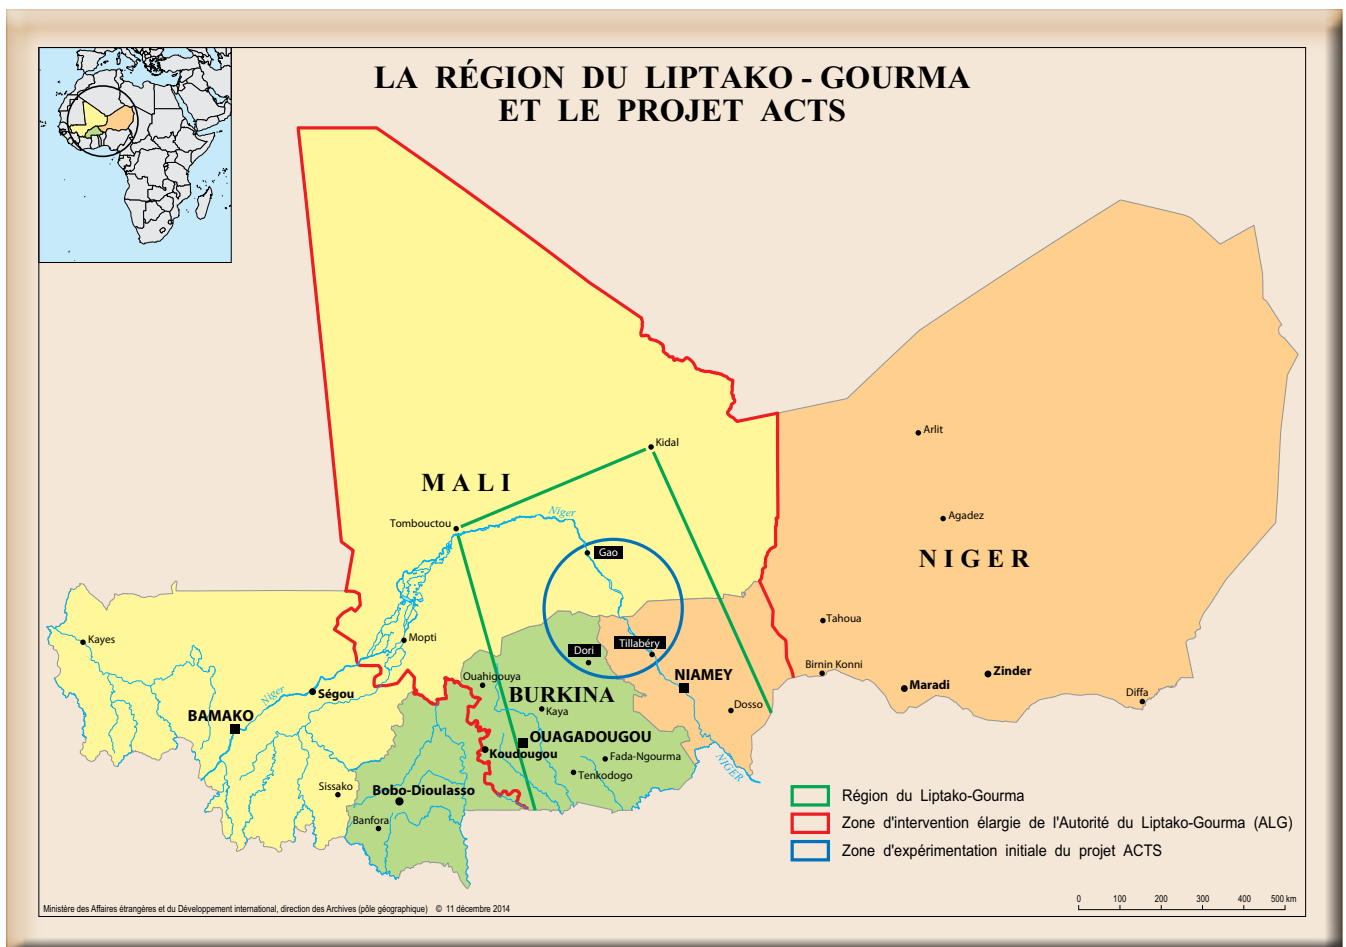 LA RÉGION DU LIPTAKO - GOURMA
ET LE PROJET ACTS
Kidal
Arlit
MALI
Niger
Tombouctou
Agadez
Gao
NIGER
Tahoua
Kayes
Mopti
Tillabéry
Dori
Birnin Konni
Ouahigouya
NIAMEY
Zinder
Niger
Ségou
BURKINA
Maradi
Diffa
Kaya
Dosso
BAMAKO
OUAGADOUGOU
Koudougou
Fada-Ngourma
NIGER
Tenkodogo
Sissako
Bobo-Dioulasso
Banfora
Région du Liptako-Gourma
Zone d'intervention élargie de l'Autorité du Liptako-Gourma (ALG)
Zone d'expérimentation initiale du projet ACTS
0 100 200 300 400 500 km
Ministère des Affaires étrangères et du Développement international, direction des Archives (pôle géographique) © 11 décembre 2014